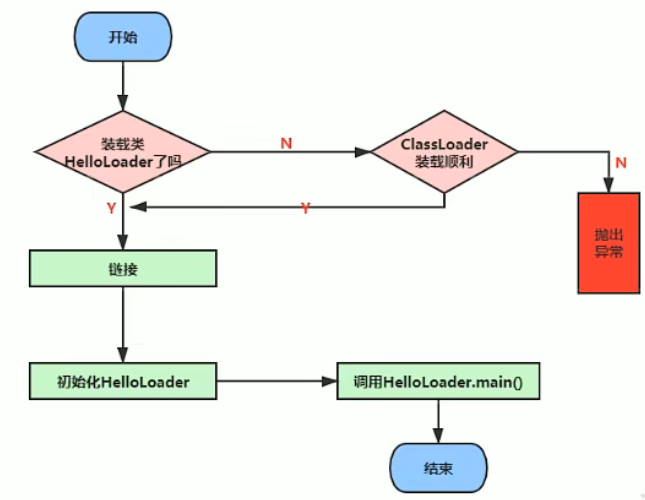 开始
装载类
HelloLoader了吗
N
ClassLoader
装载顺利
N
Y
Y
抛出
异常
链接
初始化HelloLoader
调用HelloLoader.main()
结束